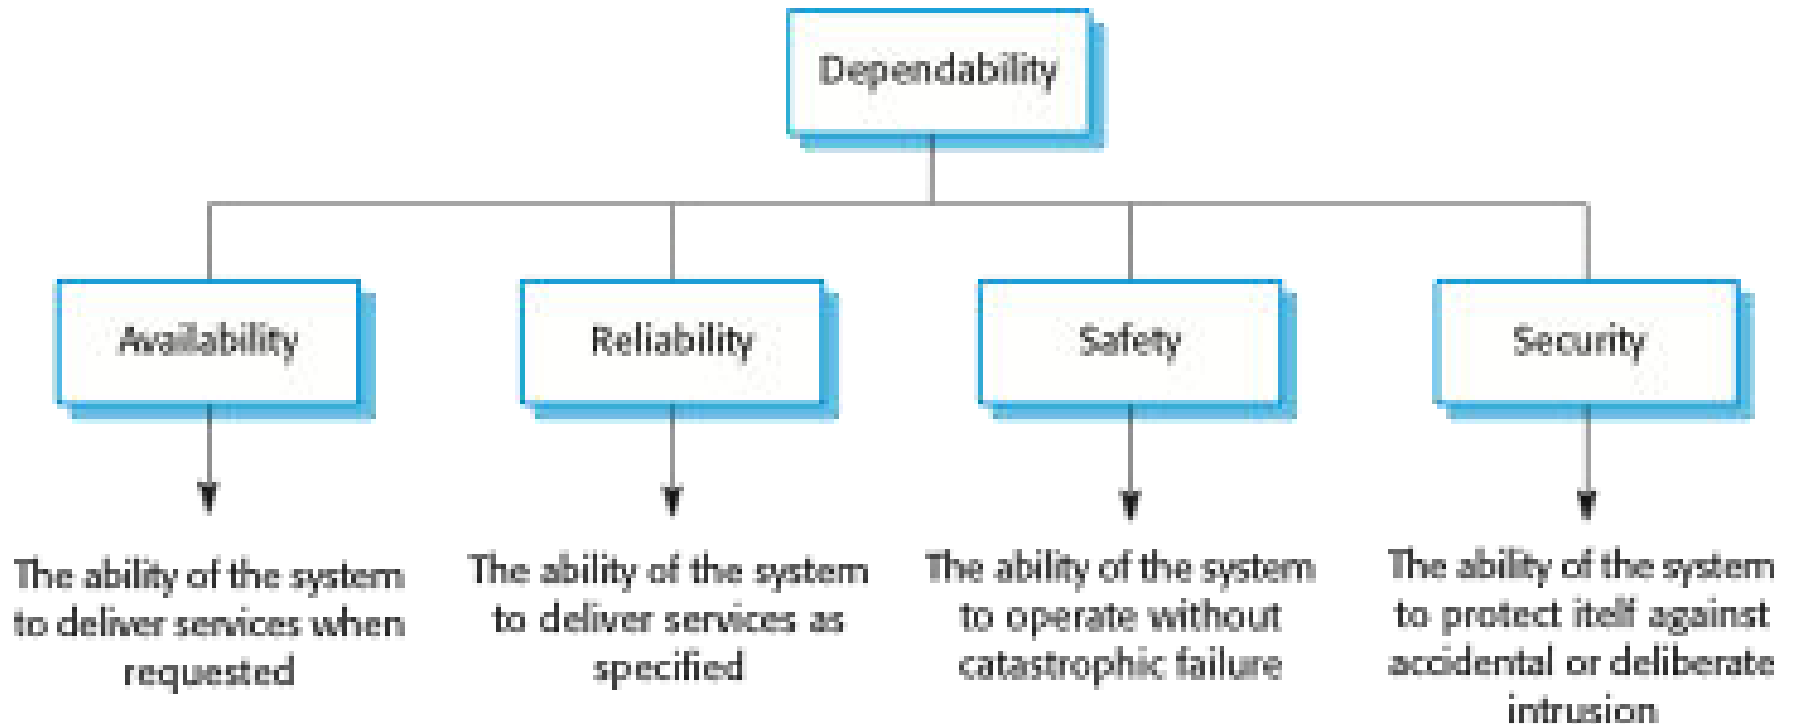 Dependability
Availability
Reliability
Safety
Security
The ability of the system
to deliver services when
requested
The ability of the system
to deliver services as
specified
The ability of the system
to operate without
catastrophic failure
The ability of the system
to protect itelf against
accidental or deliberate
intrusion